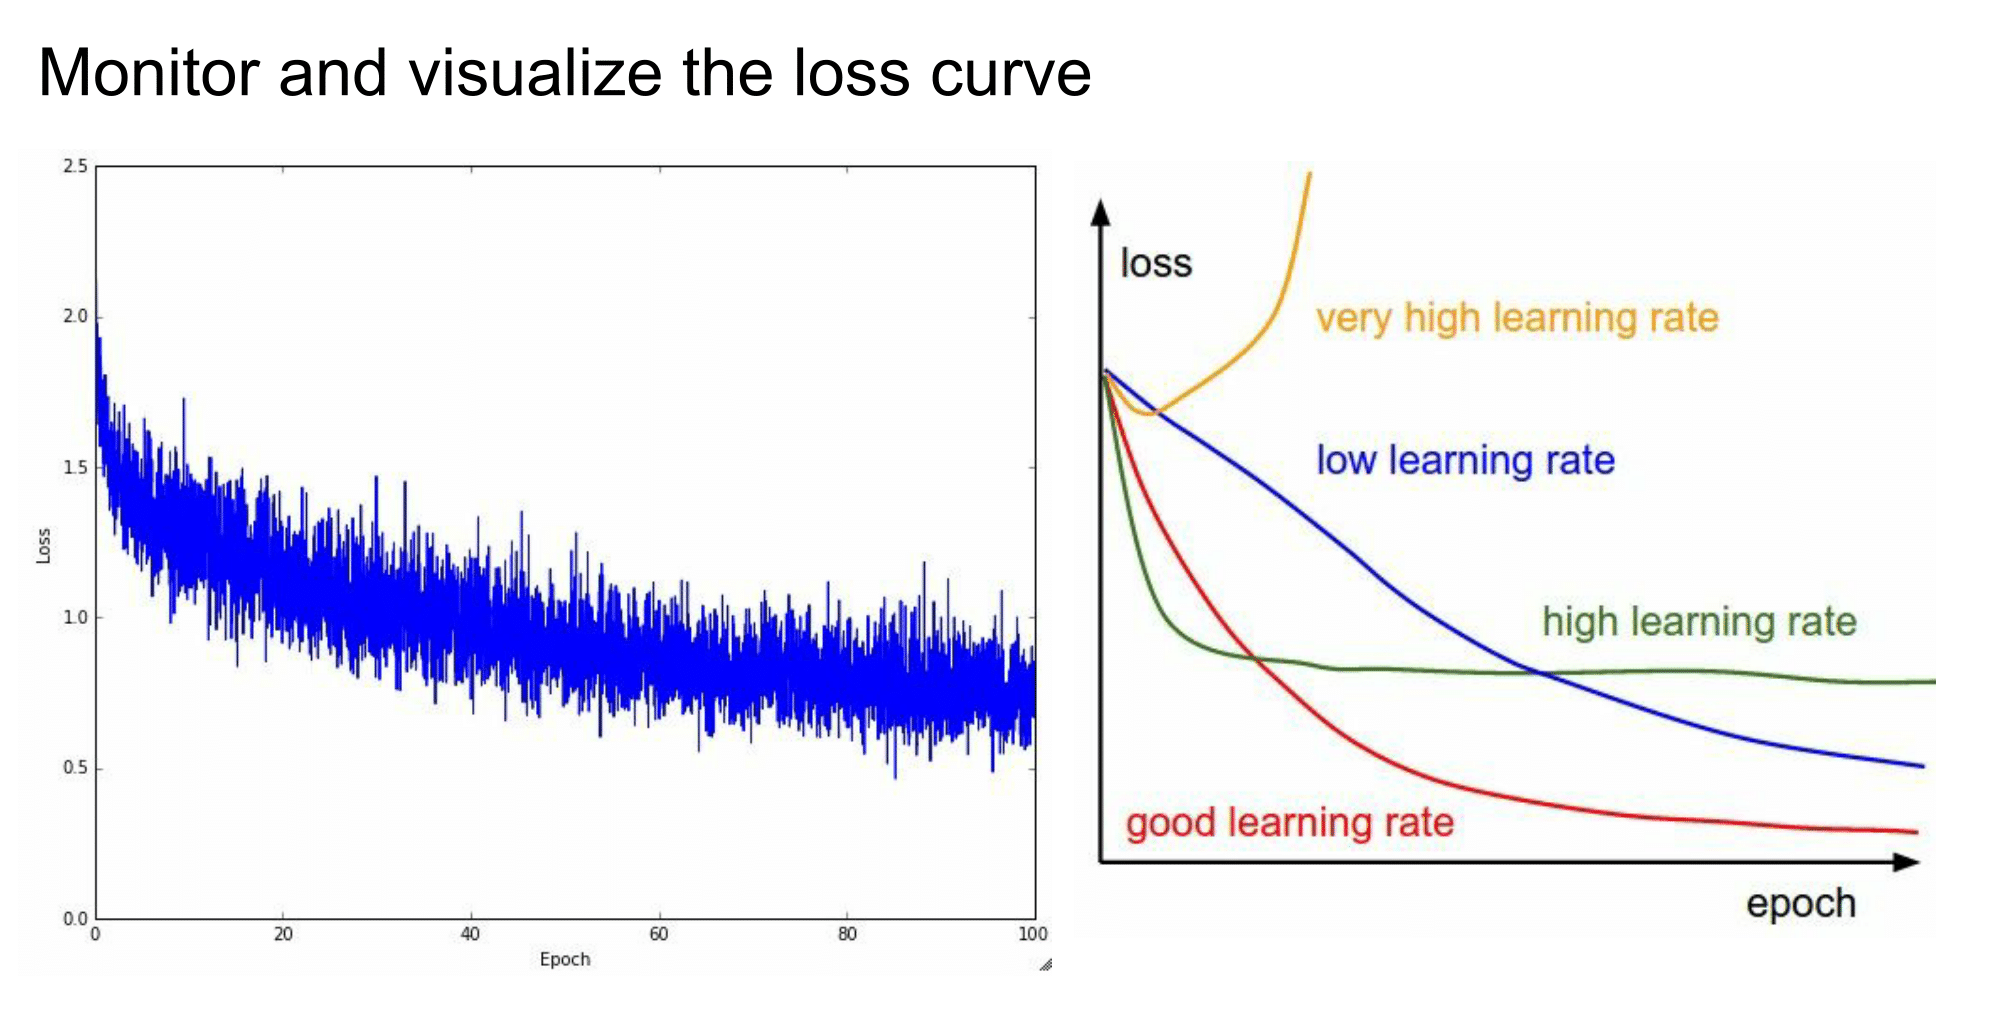 Monitor and visualize the loss curve
2.5
2.0
1.5
1.0
0.5
0.0
Loss
0 20 40 60 80 100
Epoch
loss
very high learning rate
low learning rate
high learning rate
good learning rate
epoch